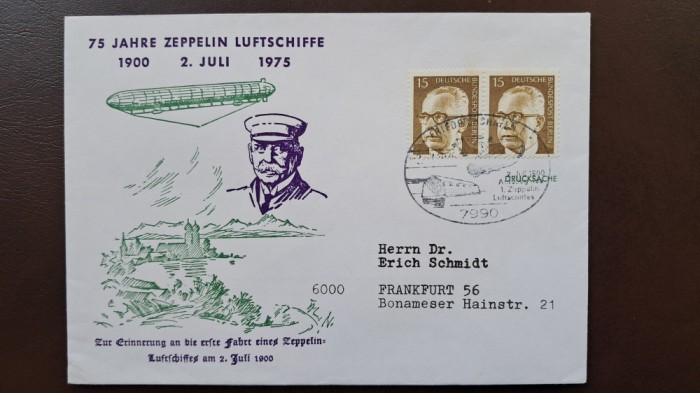 75 JAHRE ZEPPELIN LUFTSCHIFFE
1900 2. JULI 1975
15 DEUTSCHE BUNDESPOST BERLIN
15 DEUTSCHE BUNDESPOST BERLIN
DRUCKSACHE
1. Zeppelin
Luftschiffes
7990
Herrn Dr.
Erich Schmidt
6000 FRANKFURT 56
Bonameser Hainstr. 21
Zur Erinnerung an die erste Fahrt eines Zeppelin=
Luftschiffes am 2. Juli 1900